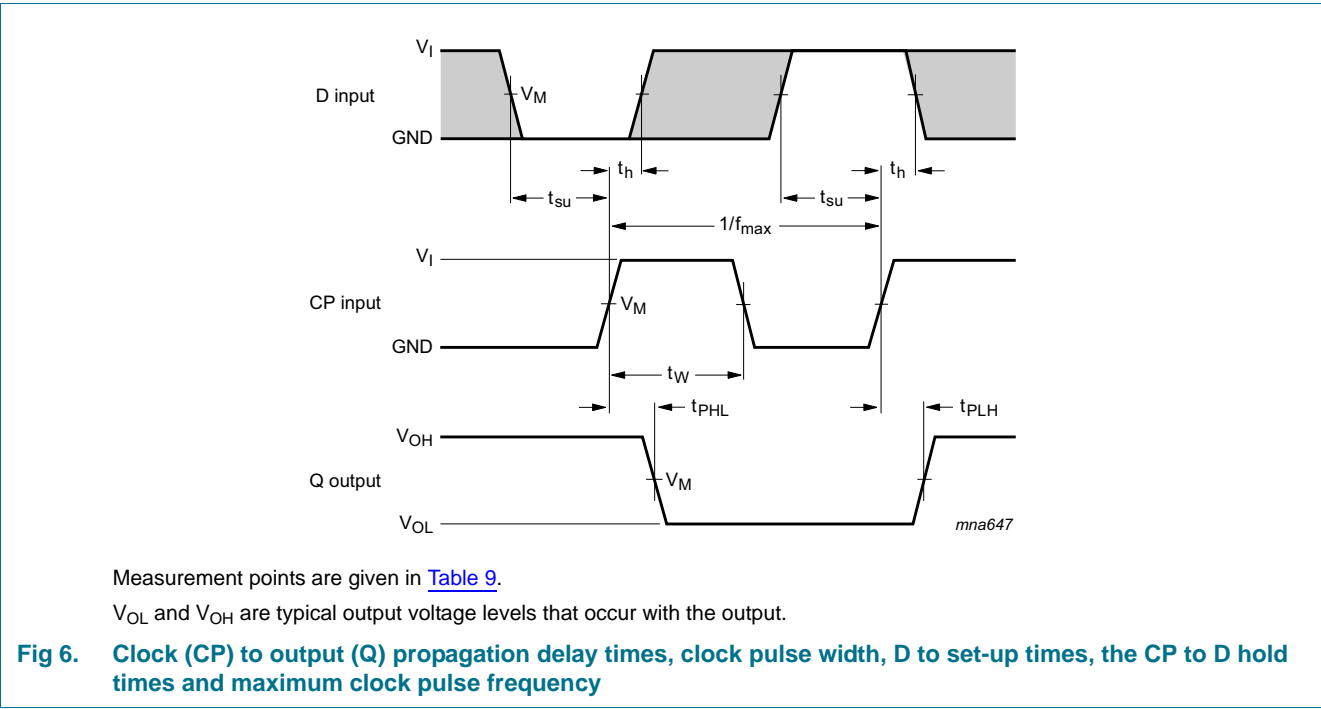 V_I
D input
V_M
GND
t_h
t_h
t_su
t_su
1/f_max
V_I
CP input
V_M
GND
t_W
t_PHL
t_PLH
V_OH
Q output
V_M
V_OL
mna647
Measurement points are given in Table 9.
V_OL and V_OH are typical output voltage levels that occur with the output.
Fig 6. Clock (CP) to output (Q) propagation delay times, clock pulse width, D to set-up times, the CP to D hold
times and maximum clock pulse frequency